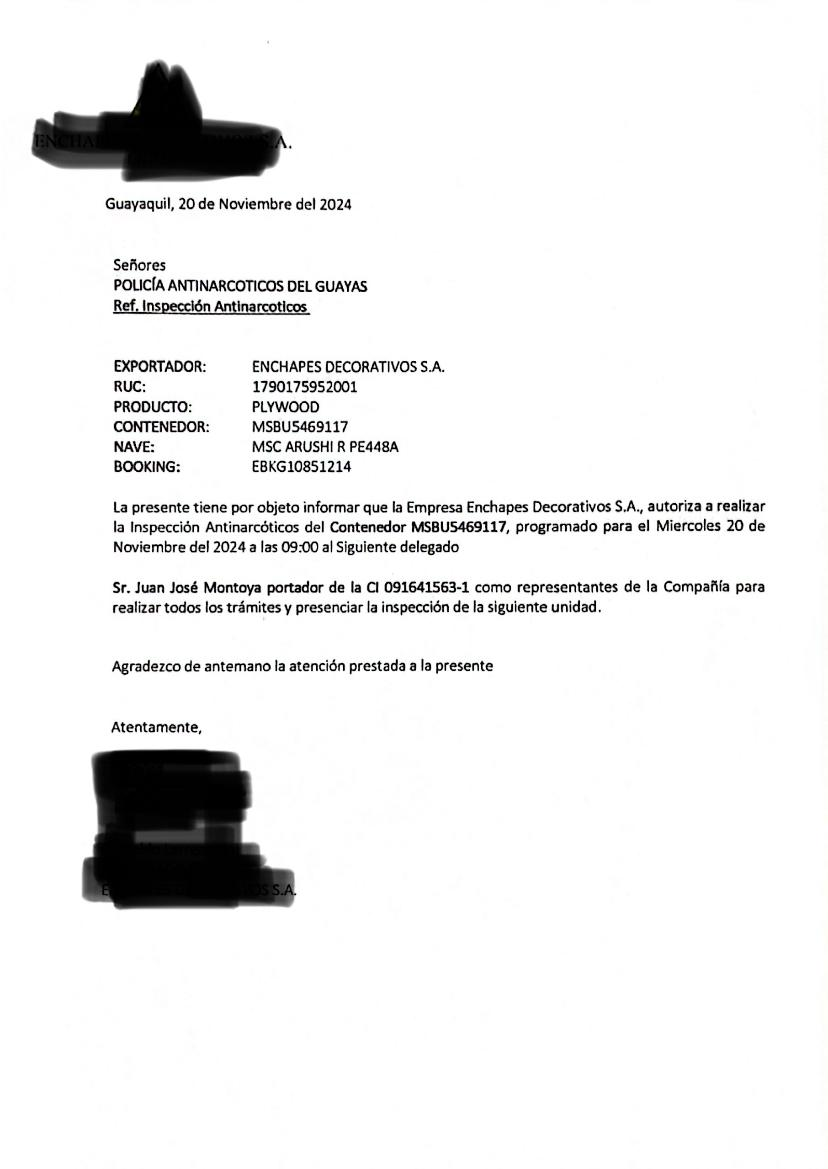 S.A.
Guayaquil, 20 de Noviembre del 2024
Señores
POLICÍA ANTINARCOTICOS DEL GUAYAS
Ref. Inspección Antinarcoticos
EXPORTADOR: ENCHAPES DECORATIVOS S.A.
RUC: 1790175952001
PRODUCTO: PLYWOOD
CONTENEDOR: MSBU5469117
NAVE: MSC ARUSHI R PE448A
BOOKING: EBKG10851214
La presente tiene por objeto informar que la Empresa Enchapes Decorativos S.A., autoriza a realizar
la Inspección Antinarcóticos del Contenedor MSBU5469117, programado para el Miercoles 20 de
Noviembre del 2024 a las 09:00 al Siguiente delegado
Sr. Juan José Montoya portador de la CI 091641563-1 como representantes de la Compañía para
realizar todos los trámites y presenciar la inspección de la siguiente unidad.
Agradezco de antemano la atención prestada a la presente
Atentamente,
S.A.